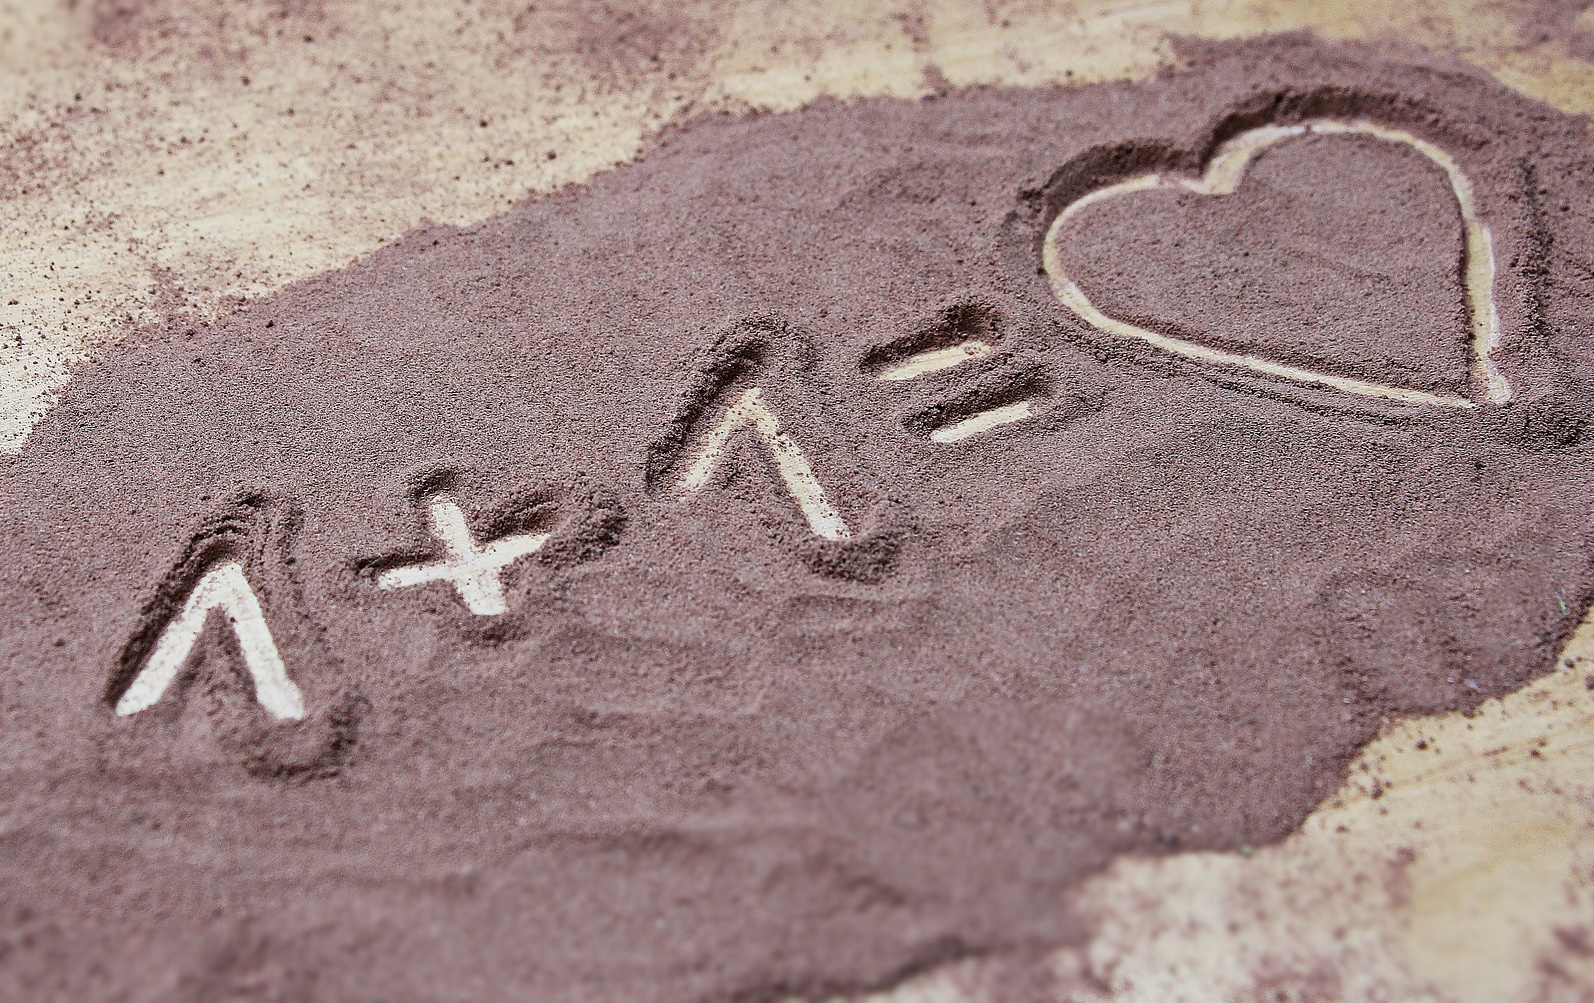 1 + 1 = ♡